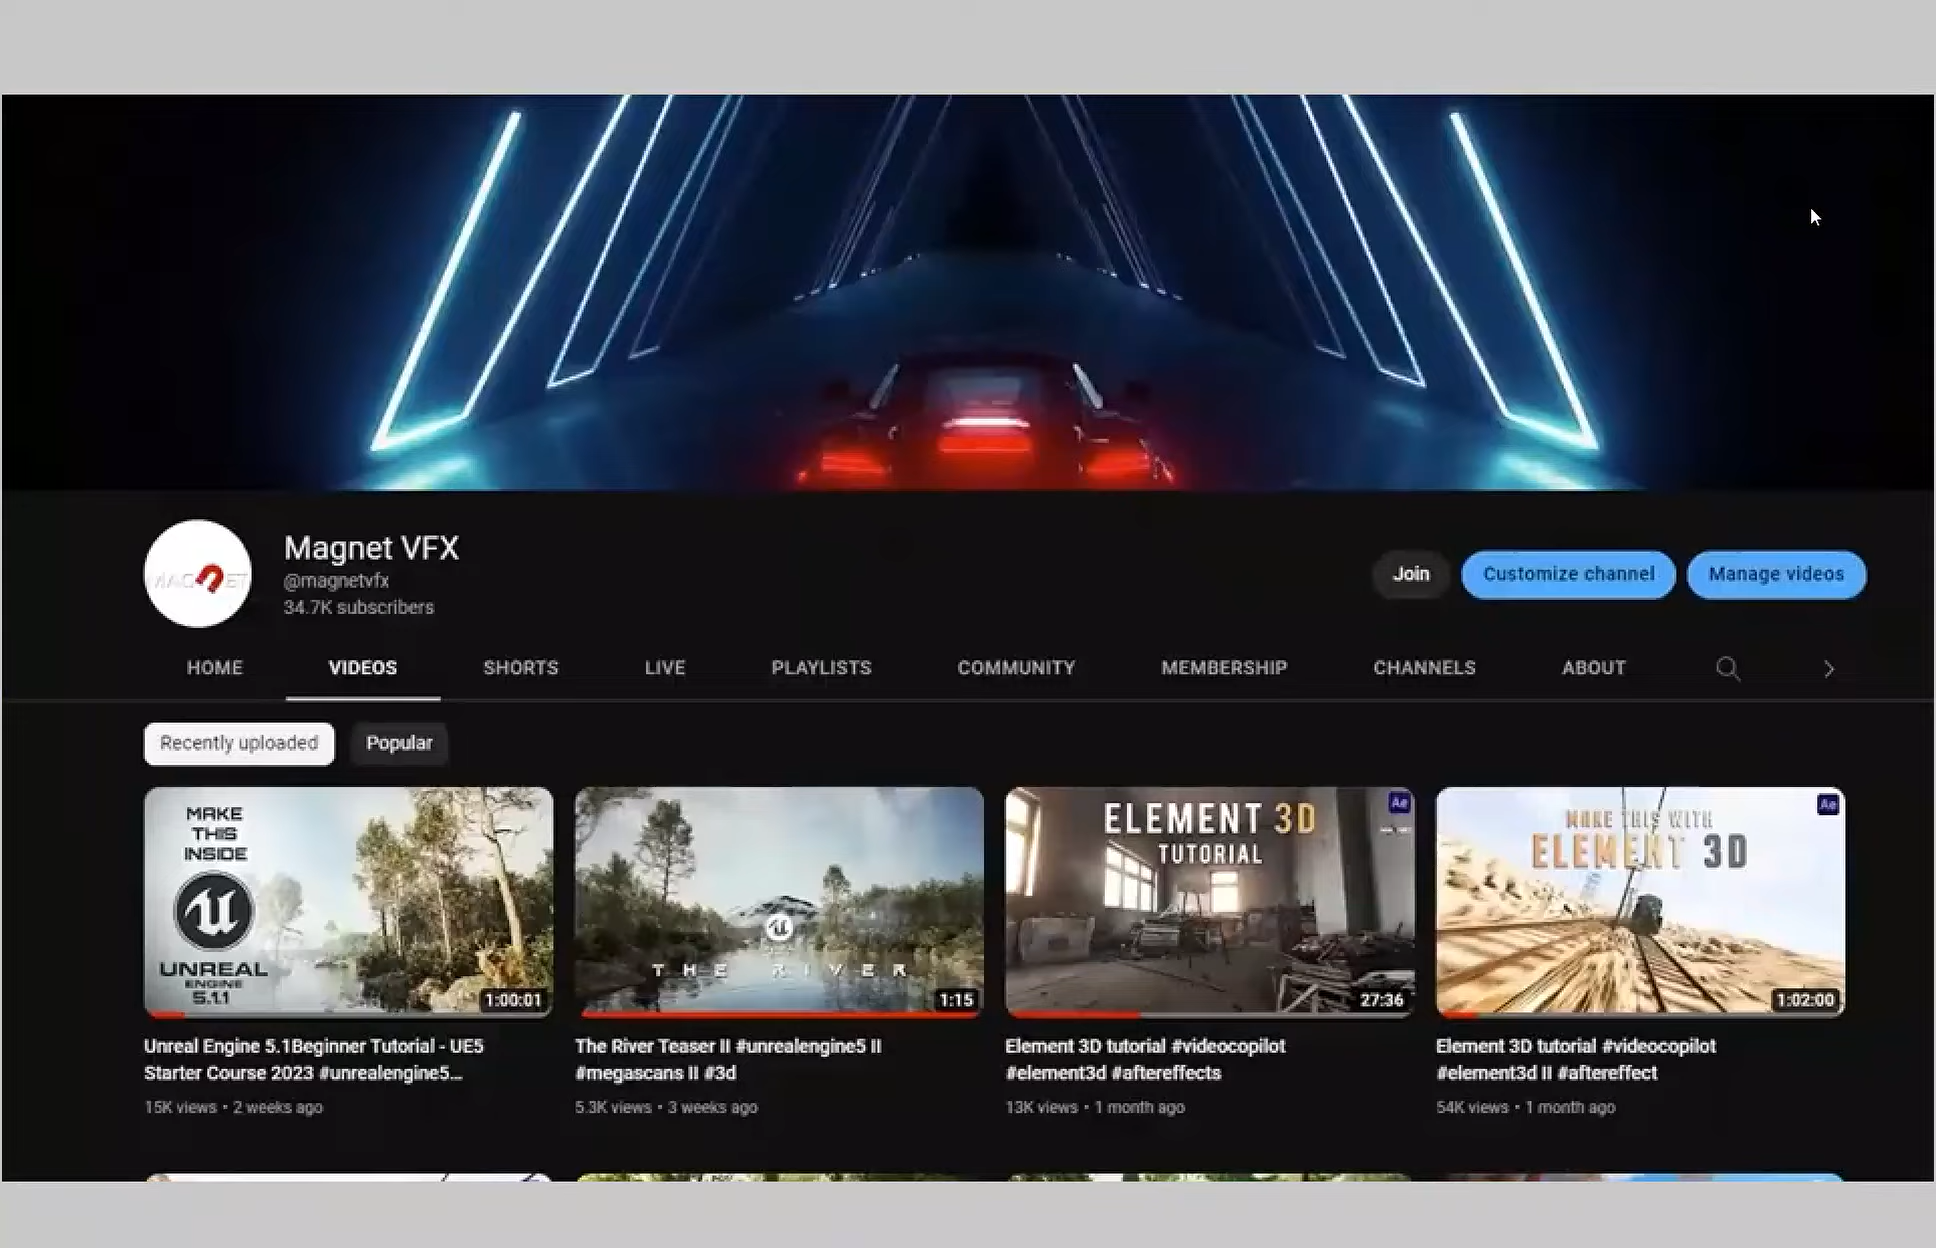 Magnet VFX
@magnetvfx
34.7K subscribers
Join
Customize channel
Manage videos
HOME
VIDEOS
SHORTS
LIVE
PLAYLISTS
COMMUNITY
MEMBERSHIP
CHANNELS
ABOUT
Recently uploaded
Popular
MAKE
THIS
INSIDE
UNREAL
ENGINE
5.1.1
1:00:01
THE RIVER
1:15
ELEMENT 3D
TUTORIAL
Ae
27:36
MAKE THIS WITH
ELEMENT 3D
Ae
1:02:00
Unreal Engine 5.1Beginner Tutorial - UE5
Starter Course 2023 #unrealengine5...
15K views • 2 weeks ago
The River Teaser II #unrealengine5 II
#megascans II #3d
5.3K views • 3 weeks ago
Element 3D tutorial #videocopilot
#element3d #aftereffects
13K views • 1 month ago
Element 3D tutorial #videocopilot
#element3d II #aftereffect
54K views • 1 month ago